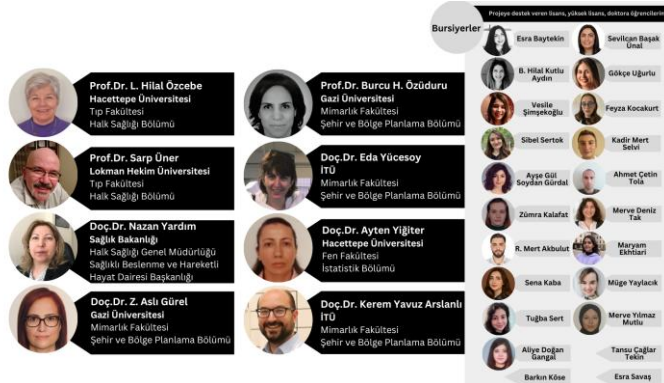 Prof.Dr. L. Hilal Özcebe
Hacettepe Üniversitesi
Tıp Fakültesi
Halk Sağlığı Bölümü
Prof.Dr. Sarp Üner
Lokman Hekim Üniversitesi
Tıp Fakültesi
Halk Sağlığı Bölümü
Doç.Dr. Nazan Yardım
Sağlık Bakanlığı
Halk Sağlığı Genel Müdürlüğü
Sağlıklı Beslenme ve Hareketli
Hayat Dairesi Başkanlığı
Doç.Dr. Z. Aslı Gürel
Gazi Üniversitesi
Mimarlık Fakültesi
Şehir ve Bölge Planlama Bölümü
Prof.Dr. Burcu H. Özüduru
Gazi Üniversitesi
Mimarlık Fakültesi
Şehir ve Bölge Planlama Bölümü
Doç.Dr. Eda Yücesoy
İTÜ
Mimarlık Fakültesi
Şehir ve Bölge Planlama Bölümü
Doç.Dr. Ayten Yiğiter
Hacettepe Üniversitesi
Fen Fakültesi
İstatistik Bölümü
Doç.Dr. Kerem Yavuz Arslanlı
İTÜ
Mimarlık Fakültesi
Şehir ve Bölge Planlama Bölümü
Bursiyerler
Projeye destek veren lisans, yüksek lisans, doktora öğrencilerimiz
Esra Baytekin
Sevilcan Başak
Ünal
B. Hilal Kutlu
Aydın
Gökçe Uğurlu
Vesile
Şimşekoğlu
Feyza Kocakurt
Sibel Sertok
Kadir Mert
Selvi
Ayşe Gül
Soydan Gürdal
Ahmet Çetin
Tola
Zümra Kalafat
Merve Deniz
Tak
R. Mert Akbulut
Maryam
Ekhtiari
Sena Kaba
Müge Yaylacık
Tuğba Sert
Merve Yılmaz
Mutlu
Aliye Doğan
Gangal
Tansu Çağlar
Tekin
Barkın Köse
Esra Savaş